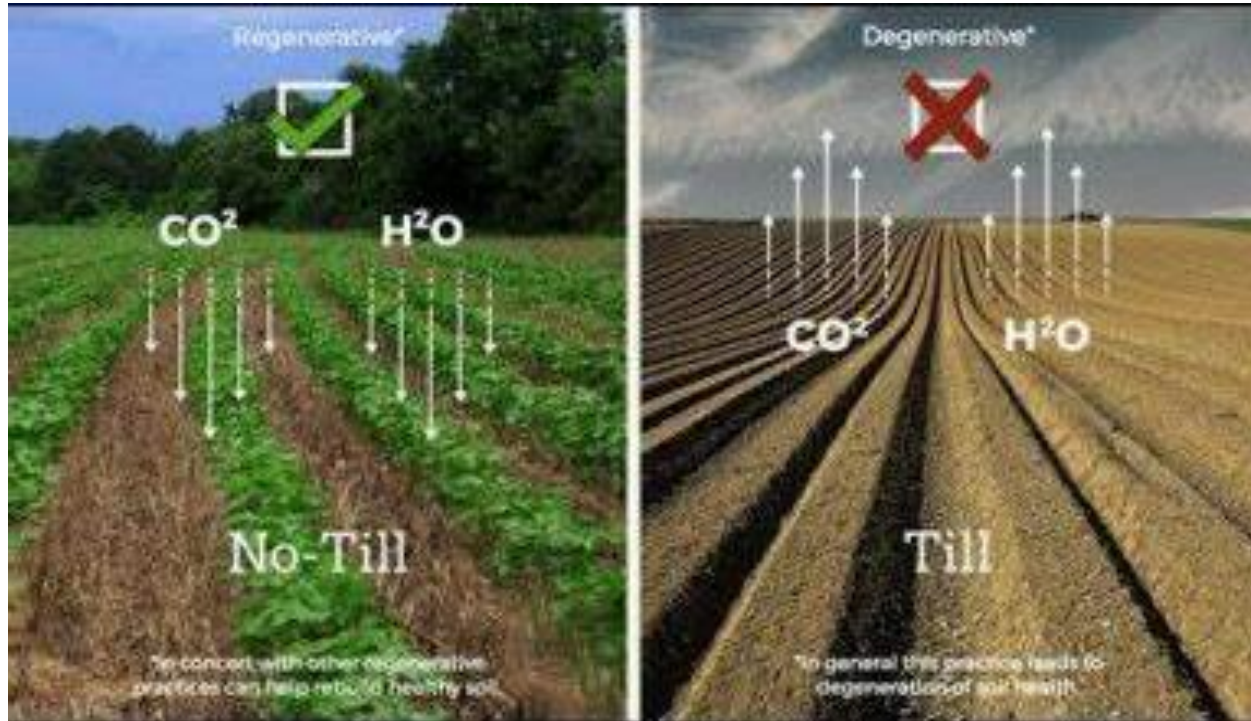 Regenerative*
CO²
H²O
No-Till
*In concert with other regenerative
practices can help rebuild healthy soil.
Degenerative*
CO²
H²O
Till
*In general this practice leads to
degeneration of soil health.